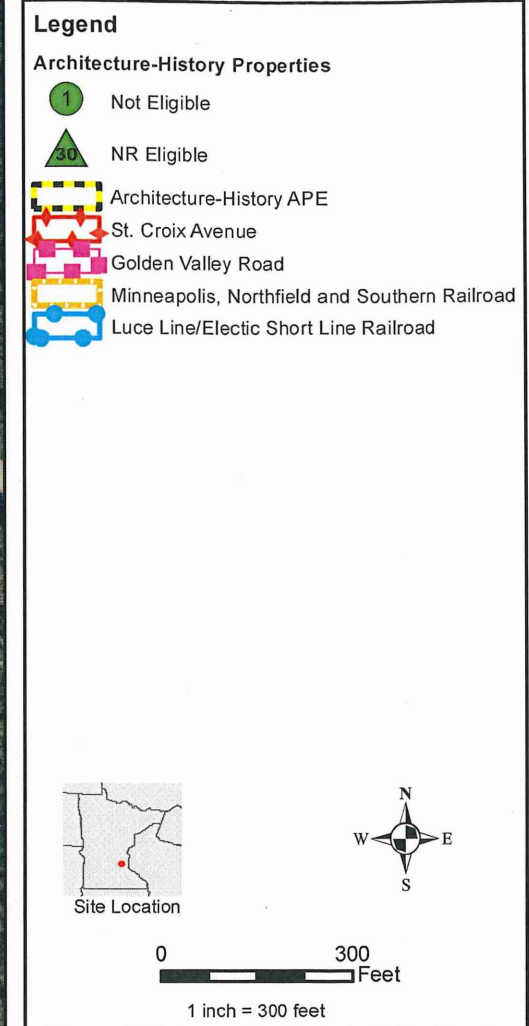 Legend
Architecture-History Properties
1 Not Eligible
30 NR Eligible
Architecture-History APE
St. Croix Avenue
Golden Valley Road
Minneapolis, Northfield and Southern Railroad
Luce Line/Electic Short Line Railroad
N
W E
S
Site Location
0 300
Feet
1 inch = 300 feet